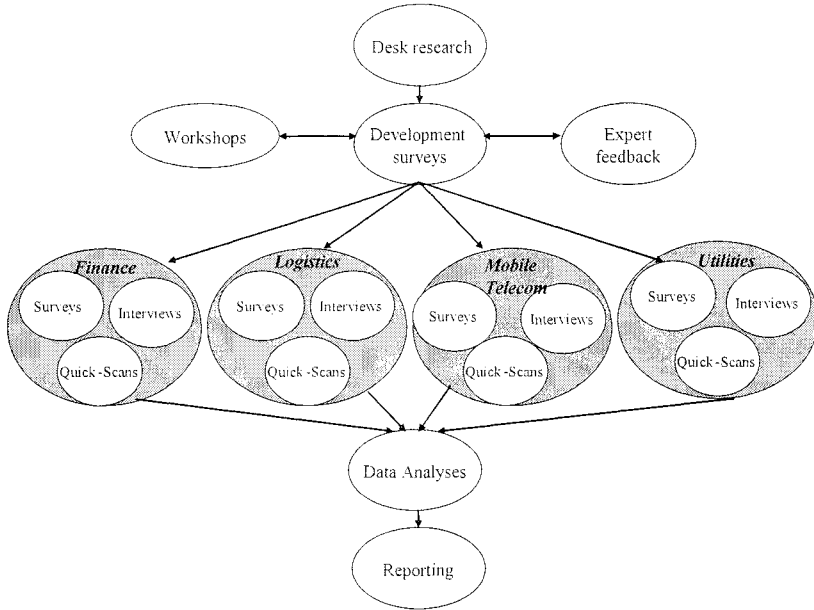 Desk research
Workshops
Development
surveys
Expert
feedback
Finance
Surveys
Interviews
Quick-Scans
Logistics
Surveys
Interviews
Quick-Scans
Mobile
Telecom
Surveys
Interviews
Quick-Scans
Utilities
Surveys
Interviews
Quick-Scans
Data Analyses
Reporting